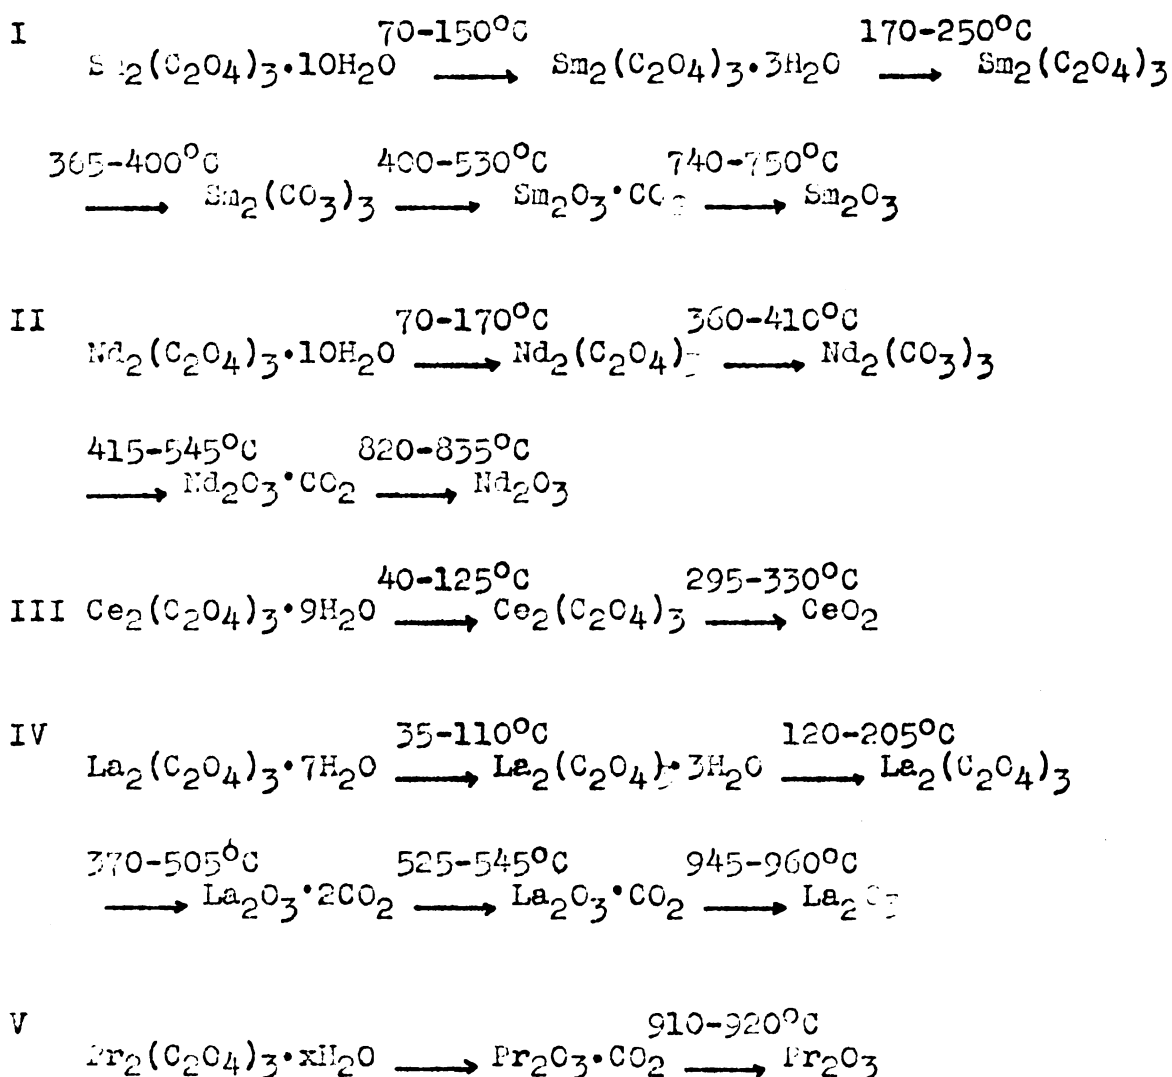 I
70-150°C 170-250°C
Sm2(C2O4)3·10H2O → Sm2(C2O4)3·3H2O → Sm2(C2O4)3
365-400°C 400-530°C 740-750°C
→ Sm2(CO3)3 → Sm2O3·CO2 → Sm2O3
II
70-170°C 360-410°C
Nd2(C2O4)3·10H2O → Nd2(C2O4)3 → Nd2(CO3)3
415-545°C 820-835°C
→ Nd2O3·CO2 → Nd2O3
40-125°C 295-330°C
III Ce2(C2O4)3·9H2O → Ce2(C2O4)3 → CeO2
IV
35-110°C 120-205°C
La2(C2O4)3·7H2O → La2(C2O4)3·3H2O → La2(C2O4)3
370-505°C 525-545°C 945-960°C
→ La2O3·2CO2 → La2O3·CO2 → La2O3
V
910-920°C
Pr2(C2O4)3·xH2O → Pr2O3·CO2 → Pr2O3